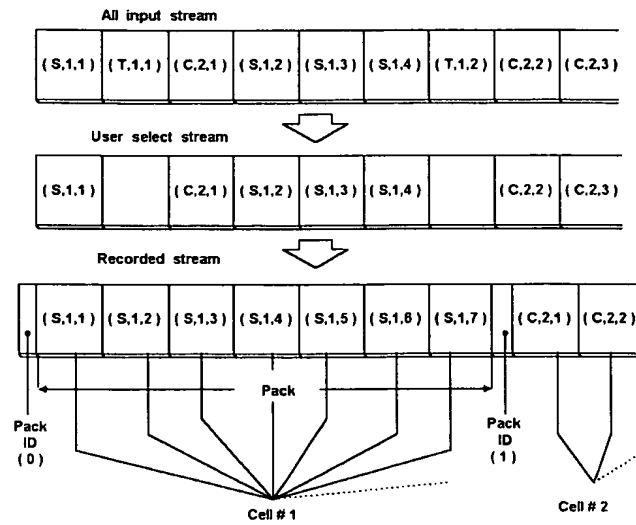 All input stream
( S,1,1 ) ( T,1,1 ) ( C,2,1 ) ( S,1,2 ) ( S,1,3 ) ( S,1,4 ) ( T,1,2 ) ( C,2,2 ) ( C,2,3 )
User select stream
( S,1,1 ) ( C,2,1 ) ( S,1,2 ) ( S,1,3 ) ( S,1,4 ) ( C,2,2 ) ( C,2,3 )
Recorded stream
( S,1,1 ) ( S,1,2 ) ( S,1,3 ) ( S,1,4 ) ( S,1,5 ) ( S,1,6 ) ( S,1,7 ) ( C,2,1 ) ( C,2,2 )
Pack
Pack
ID
( 0 )
Pack
ID
( 1 )
Cell # 1
Cell # 2